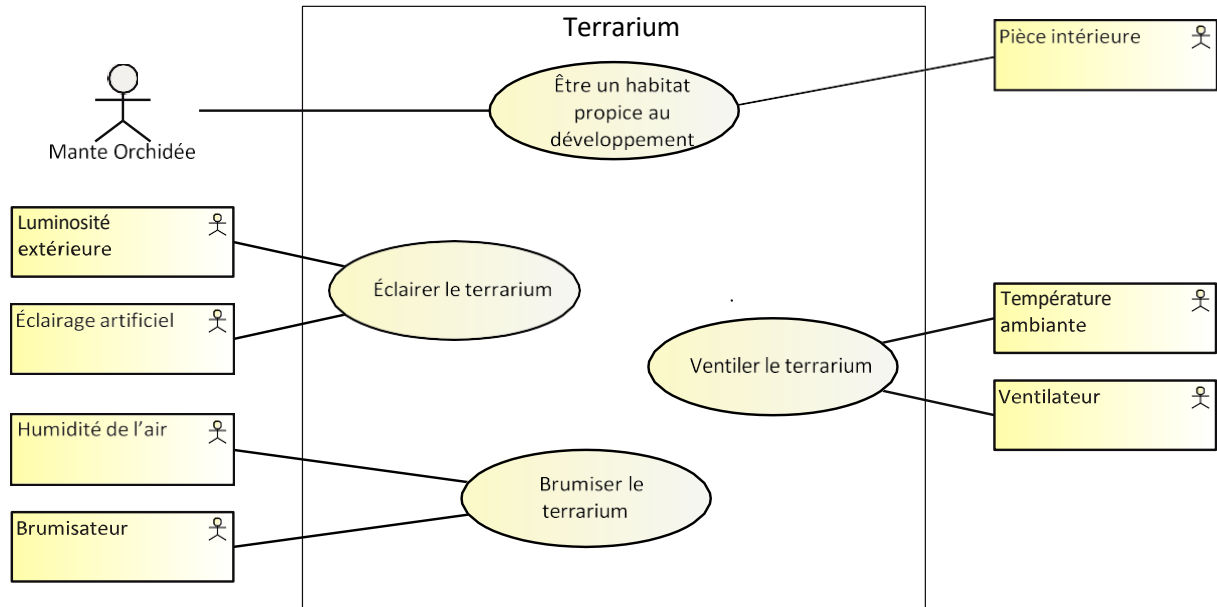 Terrarium
Pièce intérieure
Être un habitat
propice au
développement
Mante Orchidée
Luminosité
extérieure
Éclairer le terrarium
Éclairage artificiel
Température
ambiante
Ventiler le terrarium
Ventilateur
Humidité de l’air
Brumiser le
terrarium
Brumisateur